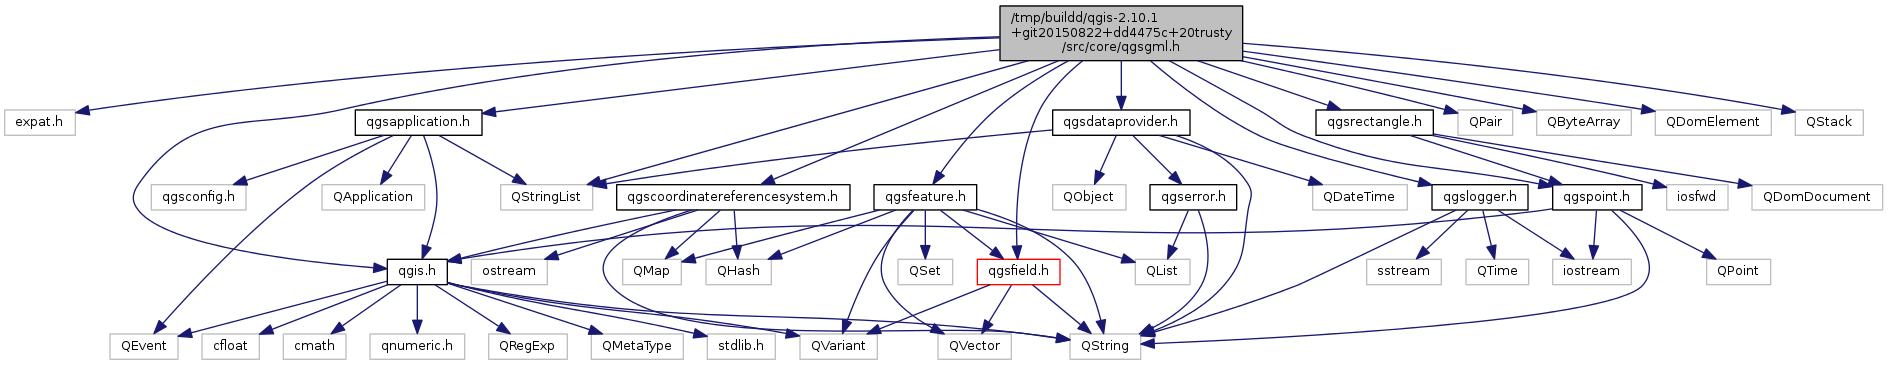 /tmp/buildd/qgis-2.10.1
+git20150822+dd4475c+20trusty
/src/core/qgsgml.h
expat.h
qgsapplication.h
qgsdataprovider.h
qgsrectangle.h
QPair
QByteArray
QDomElement
QStack
qgsconfig.h
QApplication
QStringList
qgscoordinatereferencesystem.h
qgsfeature.h
QObject
qgserror.h
QDateTime
qgslogger.h
qgspoint.h
iosfwd
QDomDocument
qgis.h
ostream
QMap
QHash
QSet
qgsfield.h
QList
sstream
QTime
iostream
QPoint
QEvent
cfloat
cmath
qnumeric.h
QRegExp
QMetaType
stdlib.h
QVariant
QVector
QString